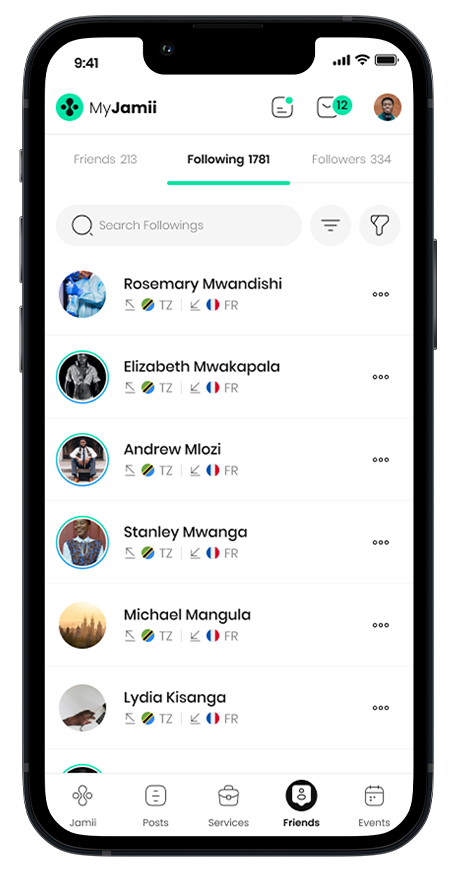 9:41
MyJamii
12
Friends 213
Following 1781
Followers 334
Search Followings
Rosemary Mwandishi
TZ FR
Elizabeth Mwakapala
TZ FR
Andrew Mlozi
TZ FR
Stanley Mwanga
TZ FR
Michael Mangula
TZ FR
Lydia Kisanga
TZ FR
Jamii
Posts
Services
Friends
Events